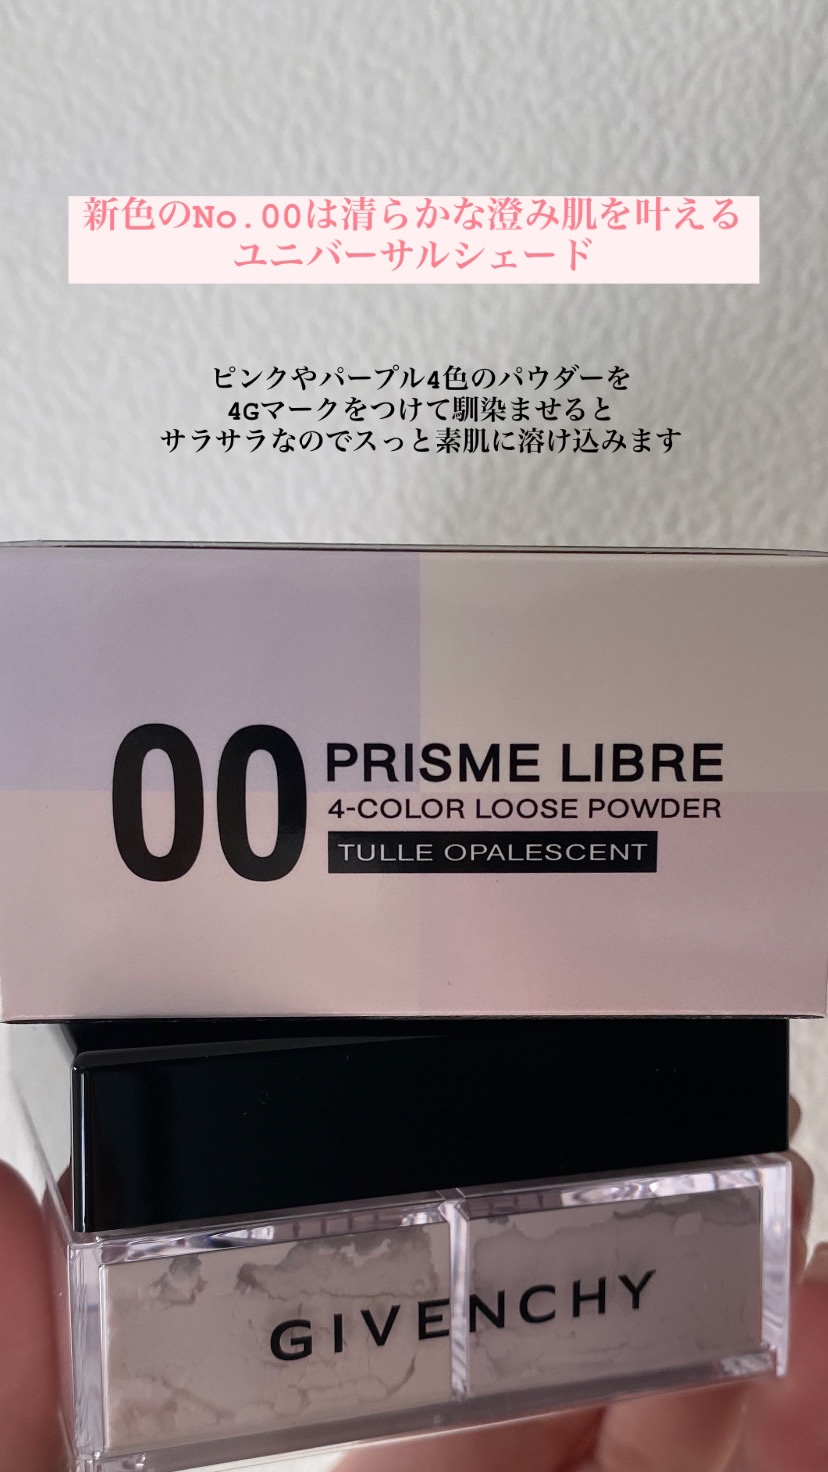 新色のNo.00は清らかな澄み肌を叶える
ユニバーサルシェード
ピンクやパープル4色のパウダーを
4Gマークをつけて馴染ませると
サラサラなのでスっと素肌に溶け込みます
00
PRISME LIBRE
4-COLOR LOOSE POWDER
TULLE OPALESCENT
GIVENCHY